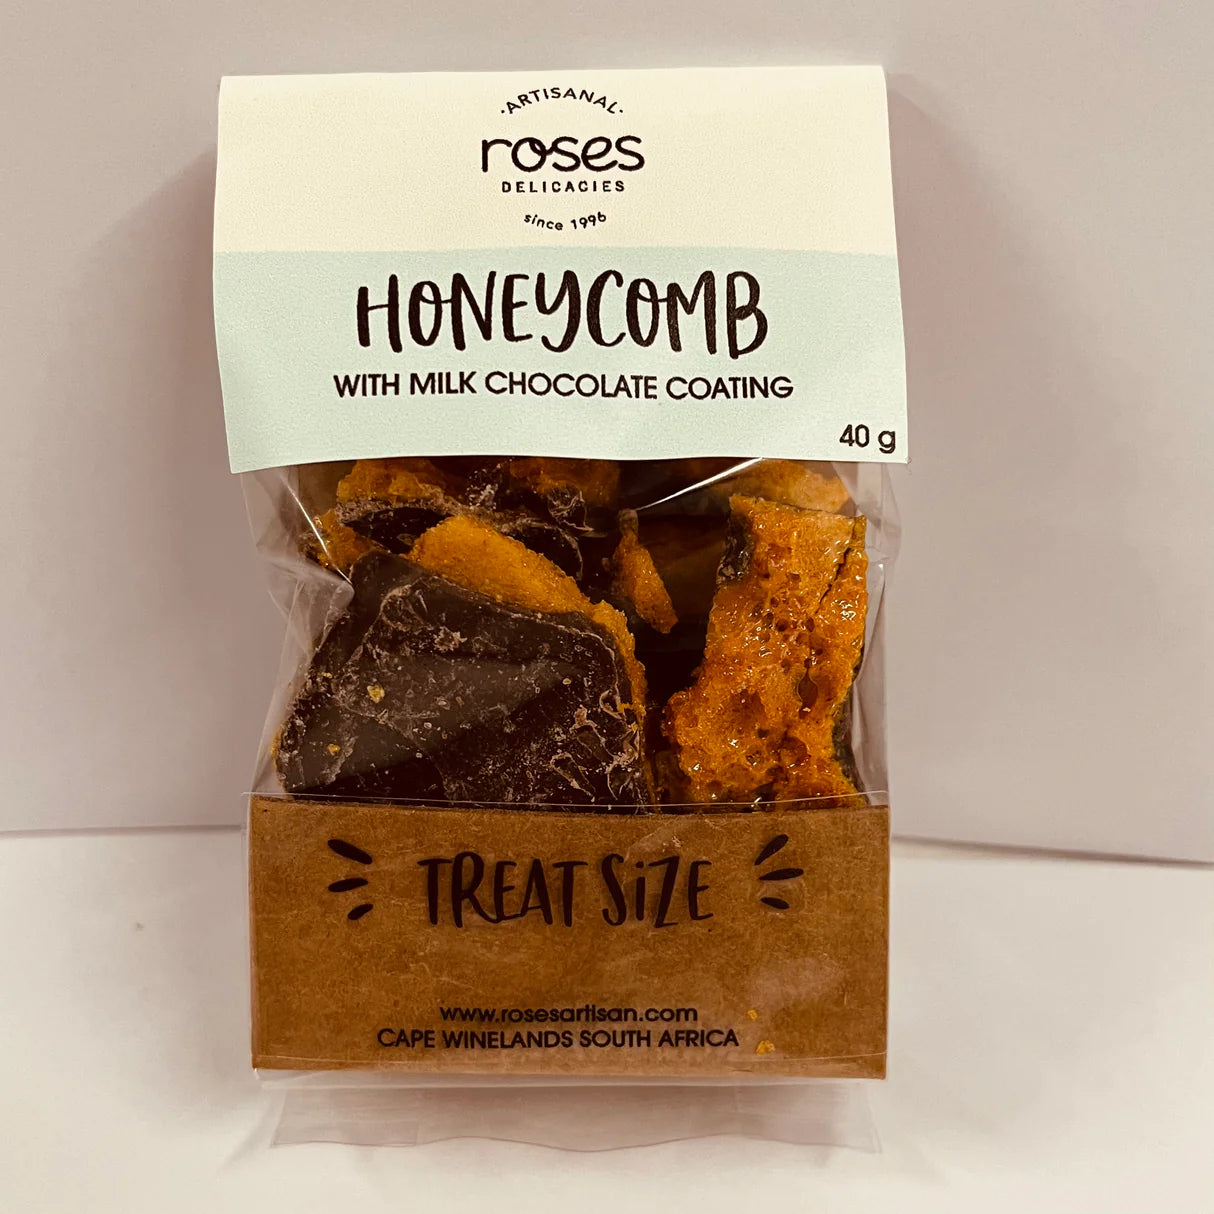 ·ARTISANAL·
roses
DELICACIES
since 1996
HONEYCOMB
WITH MILK CHOCOLATE COATING
40 g
TREAT SiZE
www.rosesartisan.com
CAPE WINELANDS SOUTH AFRICA